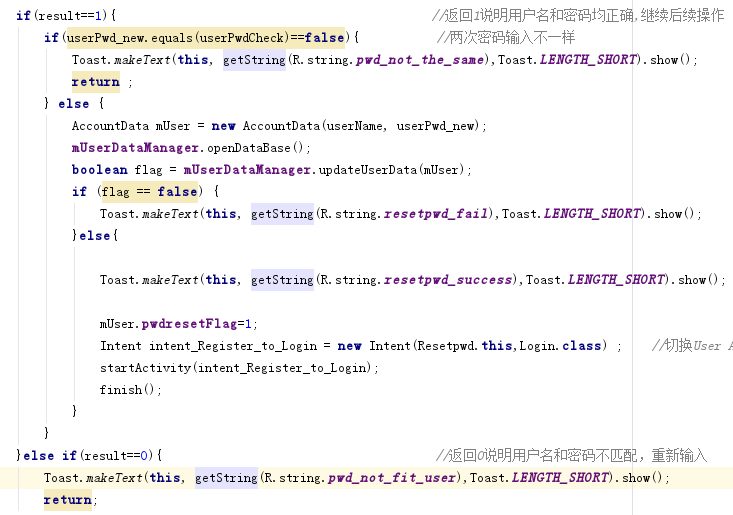 if(result==1){ //返回1说明用户名和密码均正确,继续后续操作
if(userPwd_new.equals(userPwdCheck)==false){ //两次密码输入不一样
Toast.makeText(this, getString(R.string.pwd_not_the_same),Toast.LENGTH_SHORT).show();
return ;
} else {
AccountData mUser = new AccountData(userName, userPwd_new);
mUserDataManager.openDataBase();
boolean flag = mUserDataManager.updateUserData(mUser);
if (flag == false) {
Toast.makeText(this, getString(R.string.resetpwd_fail),Toast.LENGTH_SHORT).show();
}else{
Toast.makeText(this, getString(R.string.resetpwd_success),Toast.LENGTH_SHORT).show();
mUser.pwdresetFlag=1;
Intent intent_Register_to_Login = new Intent(Resetpwd.this,Login.class) ; //切换User A
startActivity(intent_Register_to_Login);
finish();
}
}
}else if(result==0){ //返回0说明用户名和密码不匹配，重新输入
Toast.makeText(this, getString(R.string.pwd_not_fit_user),Toast.LENGTH_SHORT).show();
return;